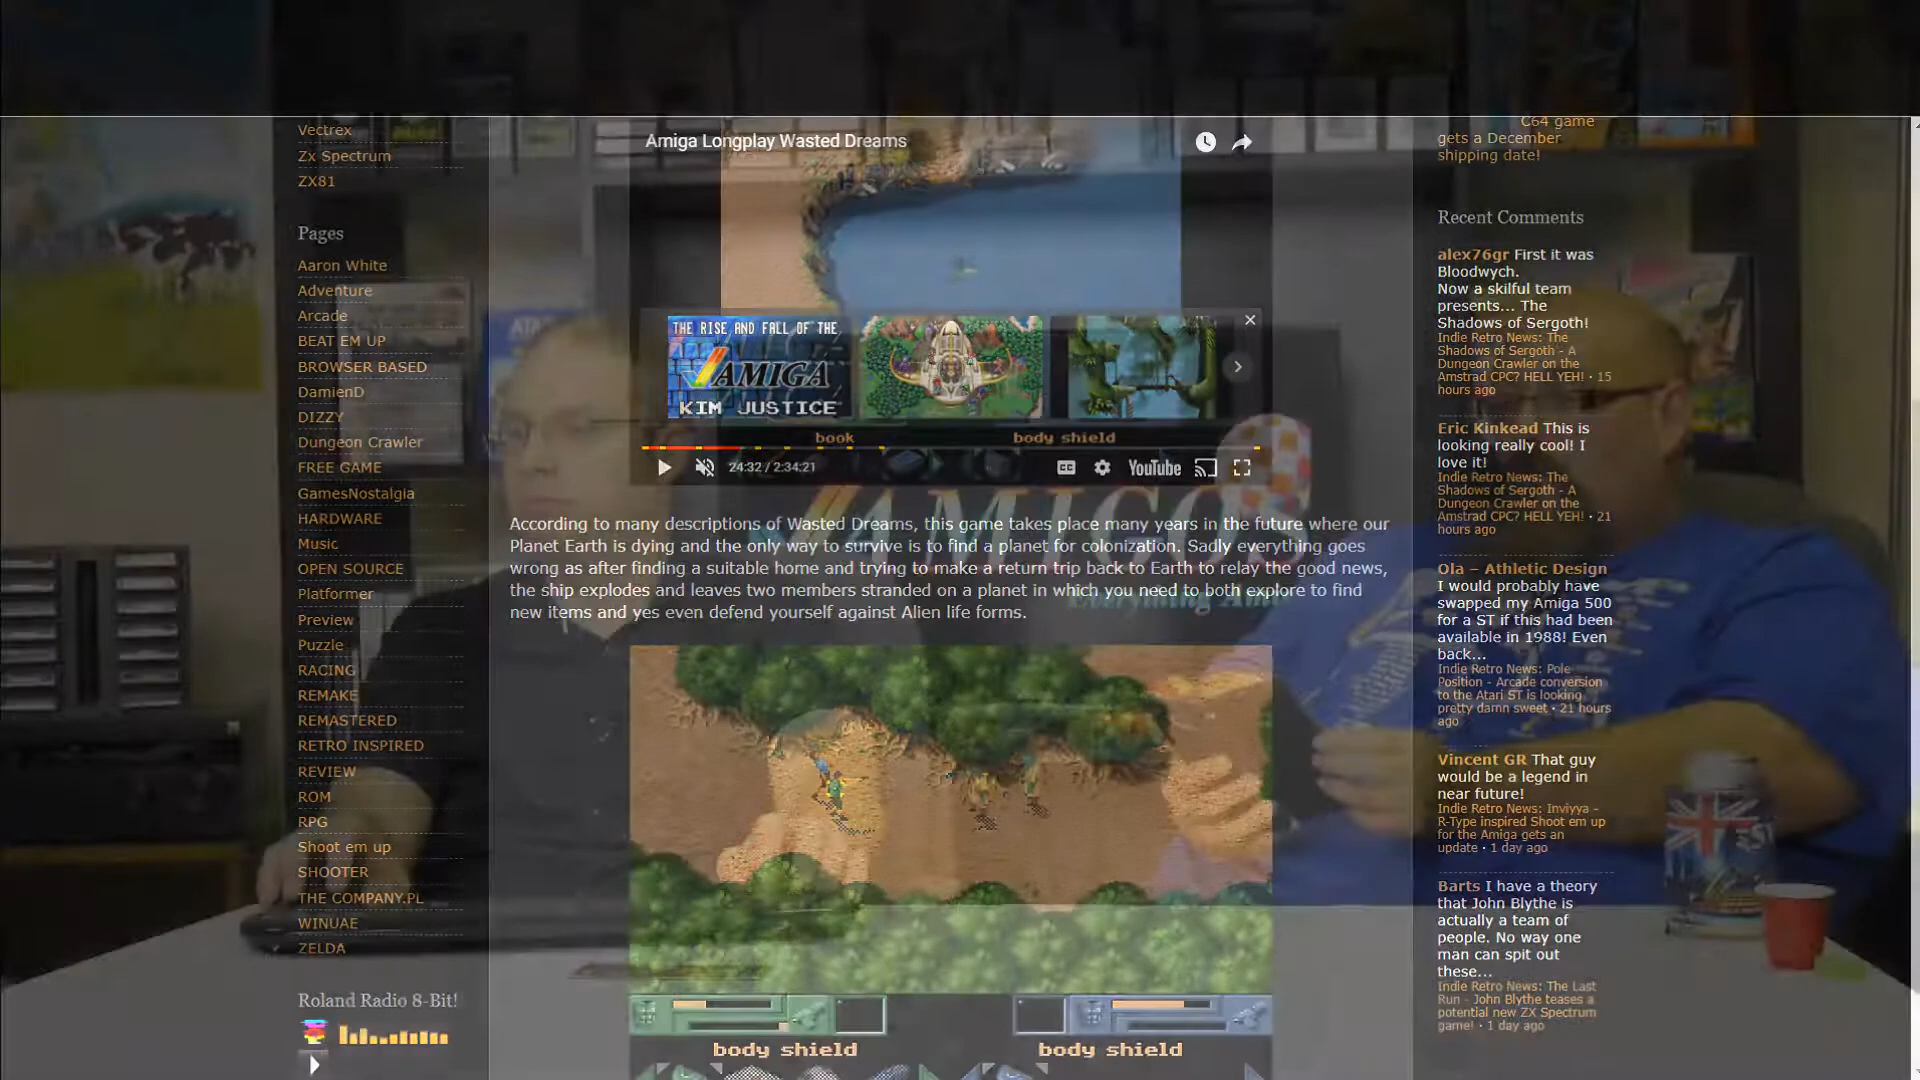 Vectrex
Zx Spectrum
ZX81
Pages
Aaron White
Adventure
Arcade
BEAT EM UP
BROWSER BASED
DamienD
DIZZY
Dungeon Crawler
FREE GAME
GamesNostalgia
HARDWARE
Music
OPEN SOURCE
Platformer
Preview
Puzzle
RACING
REMAKE
REMASTERED
RETRO INSPIRED
REVIEW
ROM
RPG
Shoot em up
SHOOTER
THE COMPANY.PL
WINUAE
ZELDA
Roland Radio 8-Bit!
Amiga Longplay Wasted Dreams
THE RISE AND FALL OF THE
AMIGA
KIM JUSTICE
book
body shield
24:32 / 2:34:21
CC
YouTube
AMIGOS
According to many descriptions of Wasted Dreams, this game takes place many years in the future where our
Planet Earth is dying and the only way to survive is to find a planet for colonization. Sadly everything goes
wrong as after finding a suitable home and trying to make a return trip back to Earth to relay the good news,
the ship explodes and leaves two members stranded on a planet in which you need to both explore to find
new items and yes even defend yourself against Alien life forms.
Everything
body shield
body shield
C64 game
gets a December
shipping date!
Recent Comments
alex76gr First it was
Bloodwych.
Now a skilful team
presents... The
Shadows of Sergoth!
Indie Retro News: The
Shadows of Sergoth - A
Dungeon Crawler on the
Amstrad CPC? HELL YEH! · 15
hours ago
Eric Kinkead This is
looking really cool! I
love it!
Indie Retro News: The
Shadows of Sergoth - A
Dungeon Crawler on the
Amstrad CPC? HELL YEH! · 21
hours ago
Ola – Athletic Design
I would probably have
swapped my Amiga 500
for a ST if this had been
available in 1988! Even
back...
Indie Retro News: Pole
Position - Arcade conversion
to the Atari ST is looking
pretty damn sweet · 21 hours
ago
Vincent GR That guy
would be a legend in
near future!
Indie Retro News: Inviyya -
R-Type inspired Shoot em up
for the Amiga gets an
update · 1 day ago
Barts I have a theory
that John Blythe is
actually a team of
people. No way one
man can spit out
these...
Indie Retro News: The Last
Run - John Blythe teases a
potential new ZX Spectrum
game! · 1 day ago